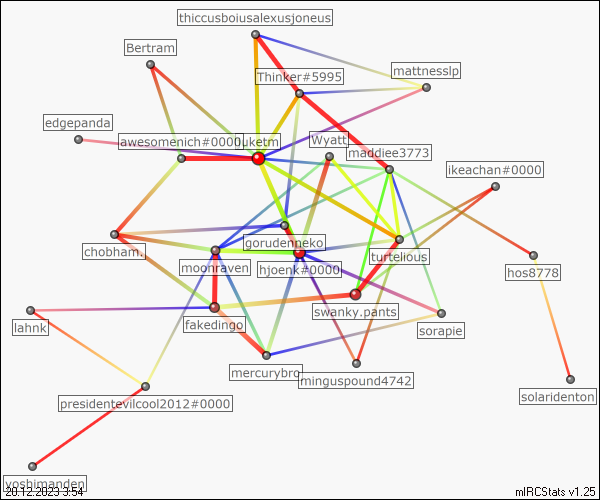 thiccusboiusalexusjoneus
Bertram
Thinker#5995
mattnesslp
edgepanda
awesomenich#0000
uketm
Wyatt
maddiee3773
ikeachan#0000
gorudenneko
chobham.
moonraven
hjoenk#0000
turtelious
hos8778
swanky.pants
lahnk
fakedingo
sorapie
mercurybro
minguspound4742
presidentevilcool2012#0000
solaridenton
yoshimanden
20.12.2023 3:54
mIRCStats v1.25